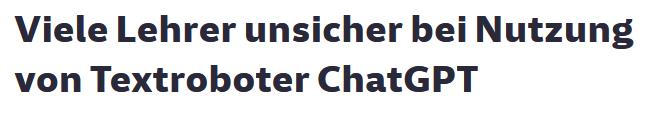 Viele Lehrer unsicher bei Nutzung
von Textroboter ChatGPT